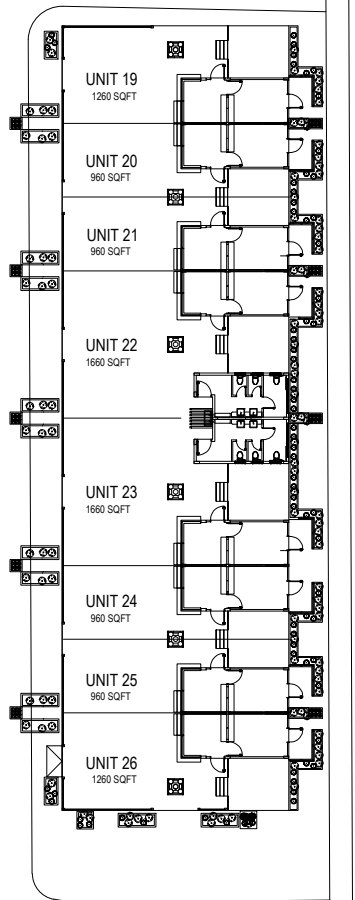 UNIT 19
1260 SQFT
UNIT 20
960 SQFT
UNIT 21
960 SQFT
UNIT 22
1660 SQFT
UNIT 23
1660 SQFT
UNIT 24
960 SQFT
UNIT 25
960 SQFT
UNIT 26
1260 SQFT